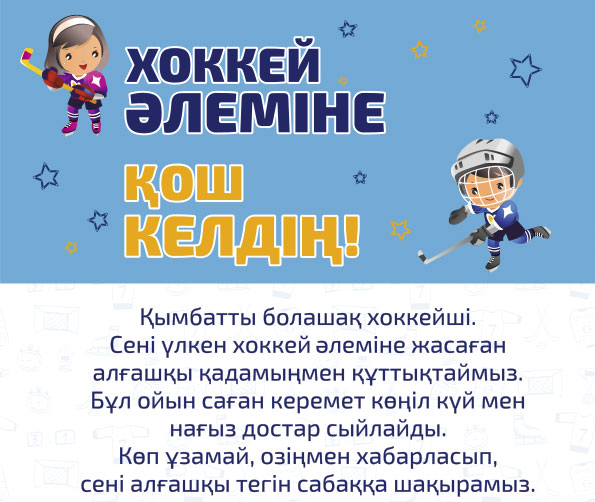 ХОККЕЙ
ӘЛЕМІНЕ
ҚОШ
КЕЛДІҢ!
Қымбатты болашақ хоккейші.
Сені үлкен хоккей әлеміне жасаған
алғашқы қадамыңмен құттықтаймыз.
Бұл ойын саған керемет көңіл күй мен
нағыз достар сыйлайды.
Көп ұзамай, озіңмен хабарласып,
сені алғашқы тегін сабаққа шақырамыз.